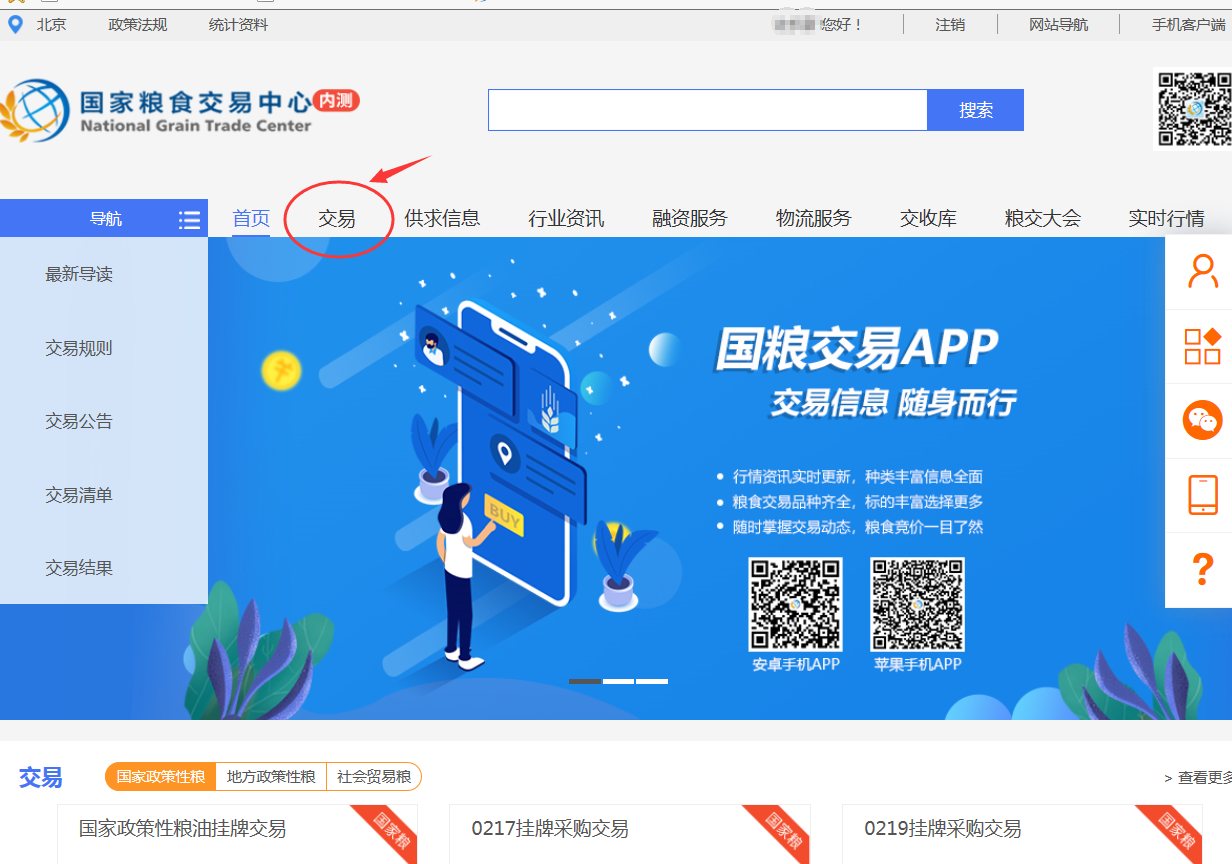 北京 政策法规 统计资料 您好！ 注销 网站导航 手机客户端
国家粮食交易中心 内测
National Grain Trade Center
搜索
导航 首页 交易 供求信息 行业资讯 融资服务 物流服务 交收库 粮交大会 实时行情
最新导读
交易规则
交易公告
交易清单
交易结果
国粮交易APP
交易信息 随身而行
行情资讯实时更新，种类丰富信息全面
粮食交易品种齐全，标的丰富选择更多
随时掌握交易动态，粮食竞价一目了然
BUY
安卓手机APP 苹果手机APP
?
交易 国家政策性粮 地方政策性粮 社会贸易粮 > 查看更多
国家政策性粮油挂牌交易 国家粮
0217挂牌采购交易 国家粮
0219挂牌采购交易 国家粮